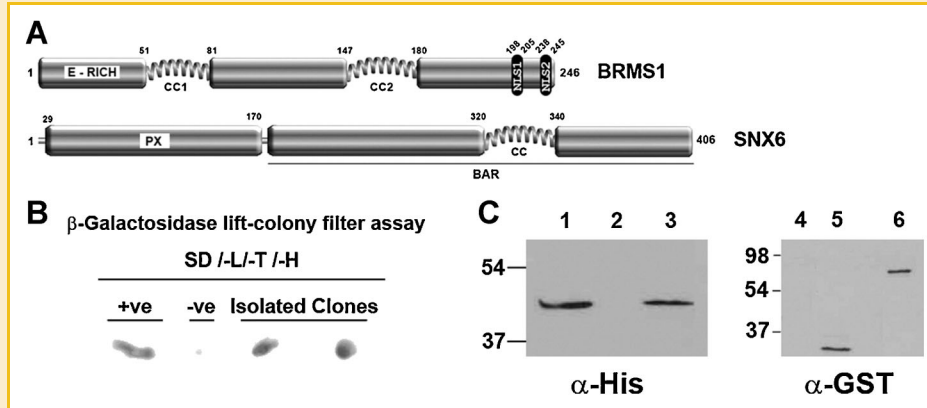 A
51 81 147 180 198 205 238 245
1 E - RICH NLS1 NLS2 246 BRMS1
CC1 CC2
29 170 320 340
1 PX 406 SNX6
CC
BAR
B
β-Galactosidase lift-colony filter assay
SD /-L/-T /-H
+ve -ve Isolated Clones
C
1 2 3
54
37
α-His
4 5 6
98
54
37
α-GST